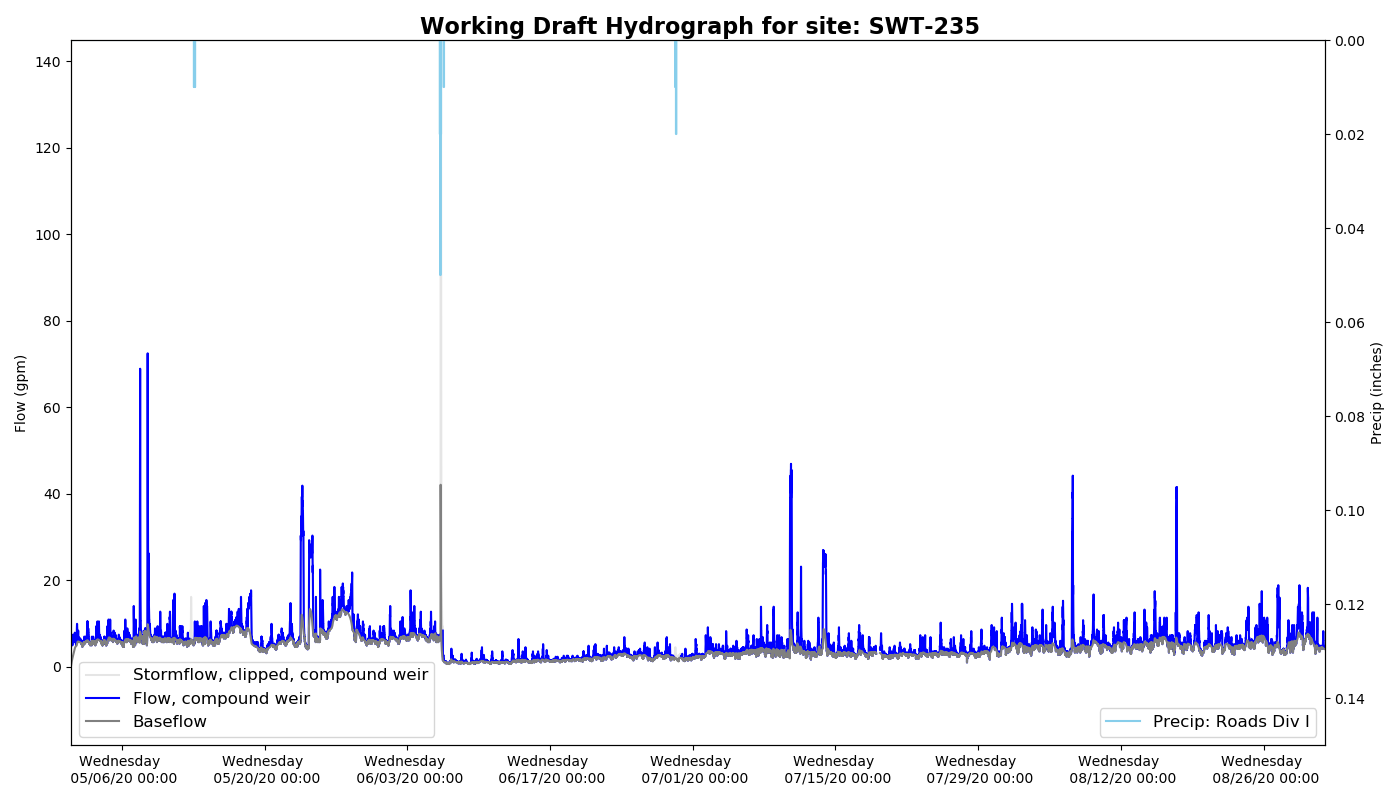 Working Draft Hydrograph for site: SWT-235
140
120
100
80
60
40
20
0
Flow (gpm)
0.00
0.02
0.04
0.06
0.08
0.10
0.12
0.14
Precip (inches)
Stormflow, clipped, compound weir
Flow, compound weir
Baseflow
Precip: Roads Div I
Wednesday
05/06/20 00:00
Wednesday
05/20/20 00:00
Wednesday
06/03/20 00:00
Wednesday
06/17/20 00:00
Wednesday
07/01/20 00:00
Wednesday
07/15/20 00:00
Wednesday
07/29/20 00:00
Wednesday
08/12/20 00:00
Wednesday
08/26/20 00:00